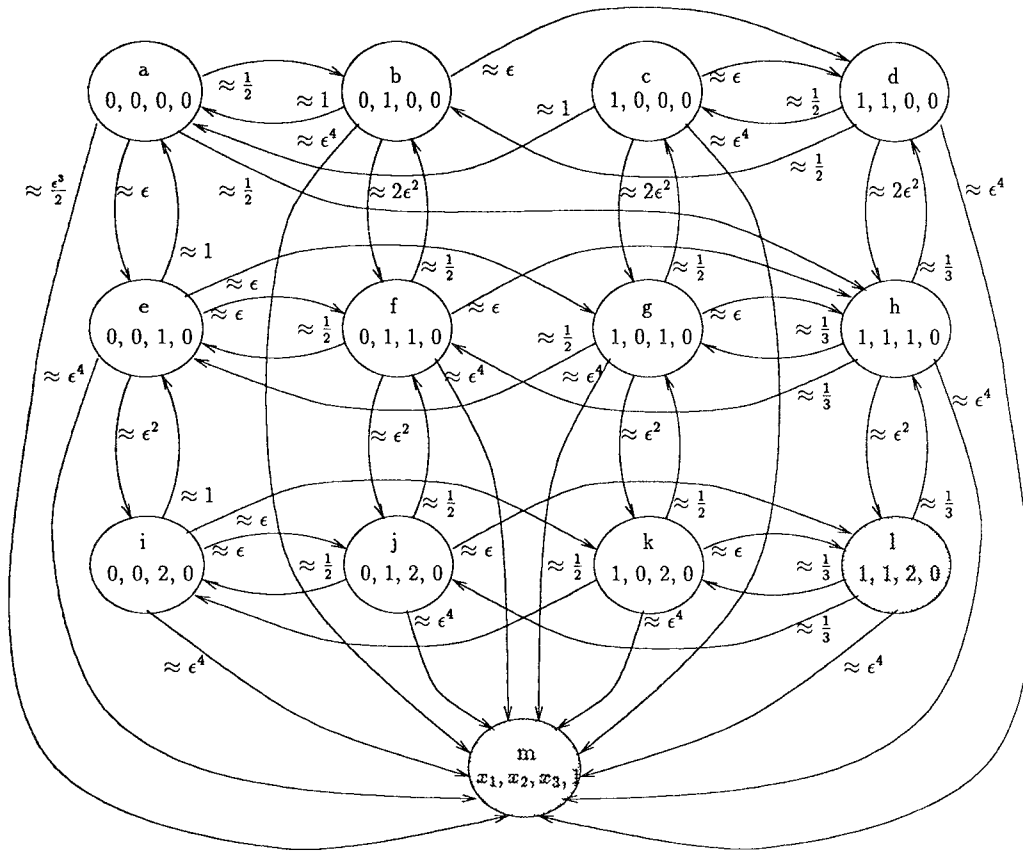 a
0, 0, 0, 0
b
0, 1, 0, 0
c
1, 0, 0, 0
d
1, 1, 0, 0
≈ 1/2
≈ 1
≈ ϵ
≈ 1
≈ ϵ
≈ 1/2
≈ ϵ⁴
≈ ϵ⁴
≈ 1/2
≈ ϵ³/2
≈ ϵ
≈ 1/2
≈ 2ϵ²
≈ 2ϵ²
≈ 2ϵ²
≈ ϵ⁴
≈ 1
≈ 1/2
≈ 1/2
≈ 1/3
e
0, 0, 1, 0
f
0, 1, 1, 0
g
1, 0, 1, 0
h
1, 1, 1, 0
≈ ϵ
≈ ϵ
≈ 1/2
≈ ϵ
≈ 1/2
≈ ϵ
≈ 1/3
≈ ϵ⁴
≈ ϵ⁴
≈ ϵ⁴
≈ 1/3
≈ ϵ⁴
≈ ϵ²
≈ ϵ²
≈ ϵ²
≈ ϵ²
≈ 1
≈ 1/2
≈ 1/2
≈ 1/3
i
0, 0, 2, 0
j
0, 1, 2, 0
k
1, 0, 2, 0
l
1, 1, 2, 0
≈ ϵ
≈ ϵ
≈ 1/2
≈ ϵ
≈ 1/2
≈ ϵ
≈ 1/3
≈ ϵ⁴
≈ ϵ⁴
≈ ϵ⁴
≈ 1/3
≈ ϵ⁴
m
x₁, x₂, x₃, 1